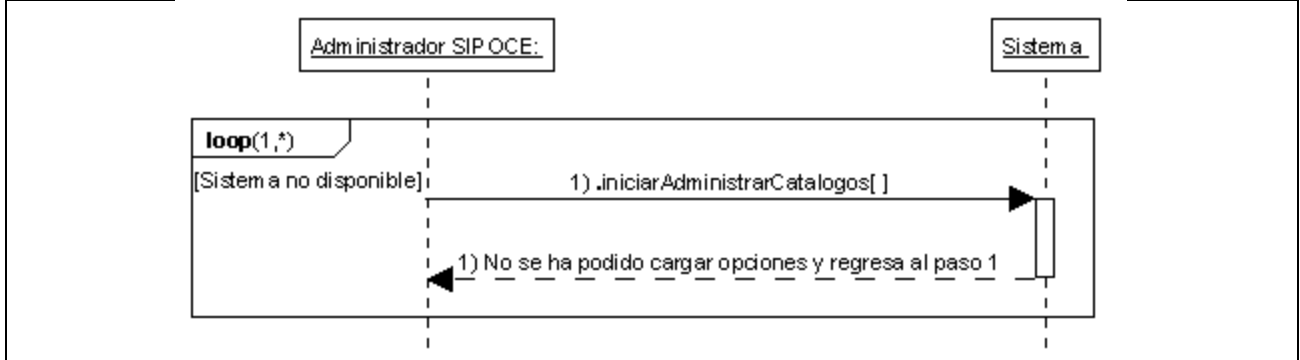 Administrador SIPOCE:
Sistema
loop(1,*)
[Sistema no disponible]
1) .iniciarAdministrarCatalogos[ ]
1) No se ha podido cargar opciones y regresa al paso 1